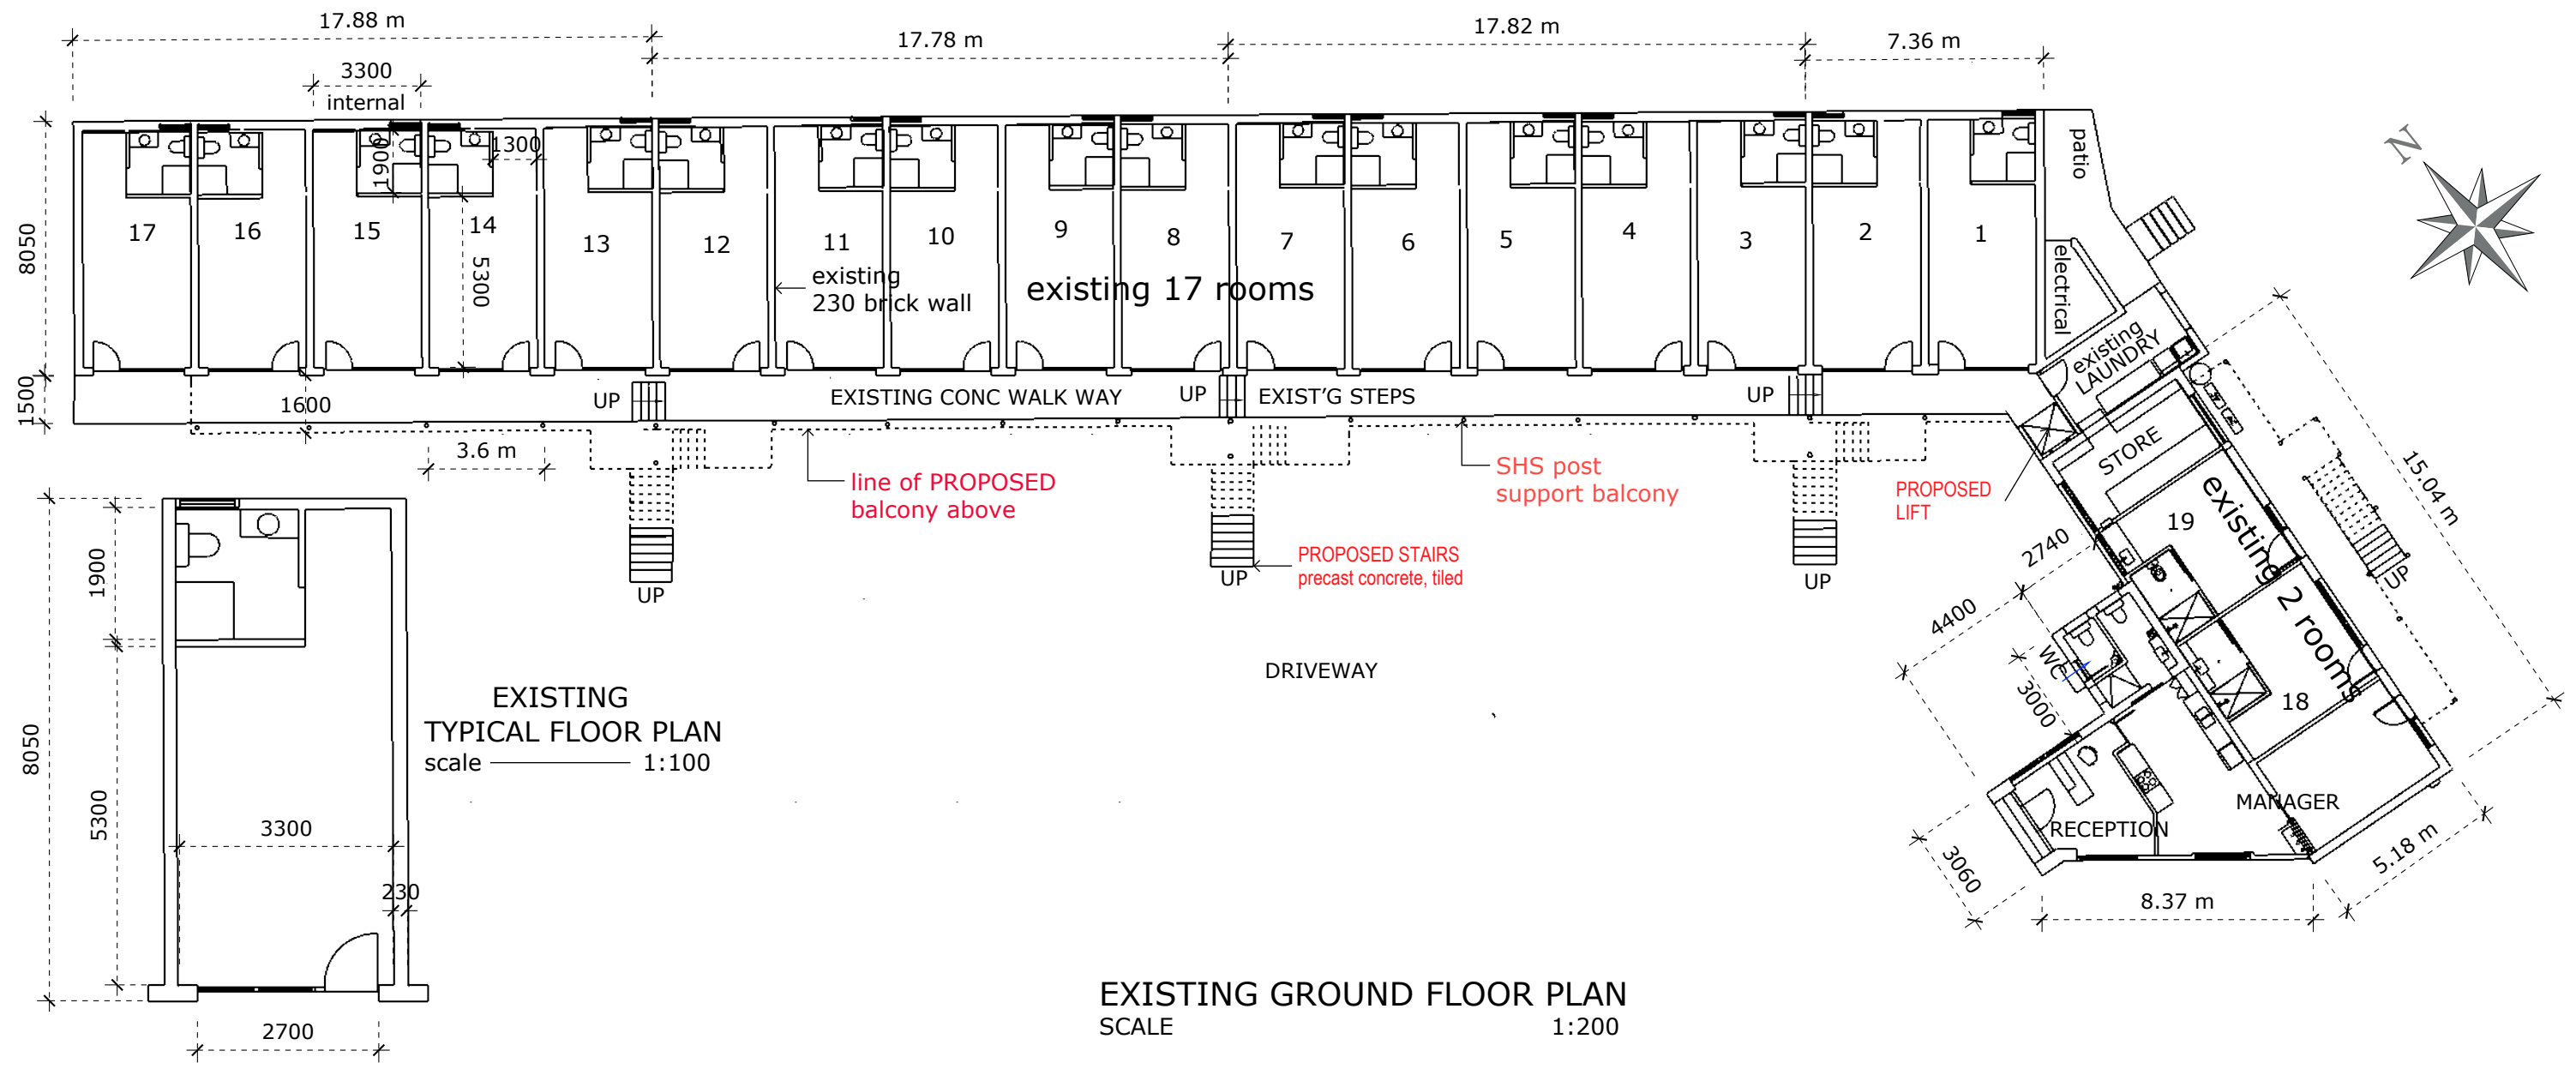 17.88 m
17.78 m
17.82 m
7.36 m
3300
internal
1900
1300
8050
5300
1500
17
16
15
14
13
12
11
10
9
8
7
6
5
4
3
2
1
existing
230 brick wall
existing 17 rooms
patio
electrical
existing
LAUNDRY
N
1600
UP
EXISTING CONC WALK WAY
UP
EXIST'G STEPS
UP
3.6 m
line of PROPOSED
balcony above
SHS post
support balcony
PROPOSED
LIFT
STORE
19
existing 2 rooms
15.04 m
UP
PROPOSED STAIRS
precast concrete, tiled
UP
UP
UP
2740
4400
WC
3000
18
DRIVEWAY
MANAGER
RECEPTION
3060
8.37 m
5.18 m
8050
1900
5300
3300
230
2700
EXISTING
TYPICAL FLOOR PLAN
scale 1:100
EXISTING GROUND FLOOR PLAN
SCALE 1:200